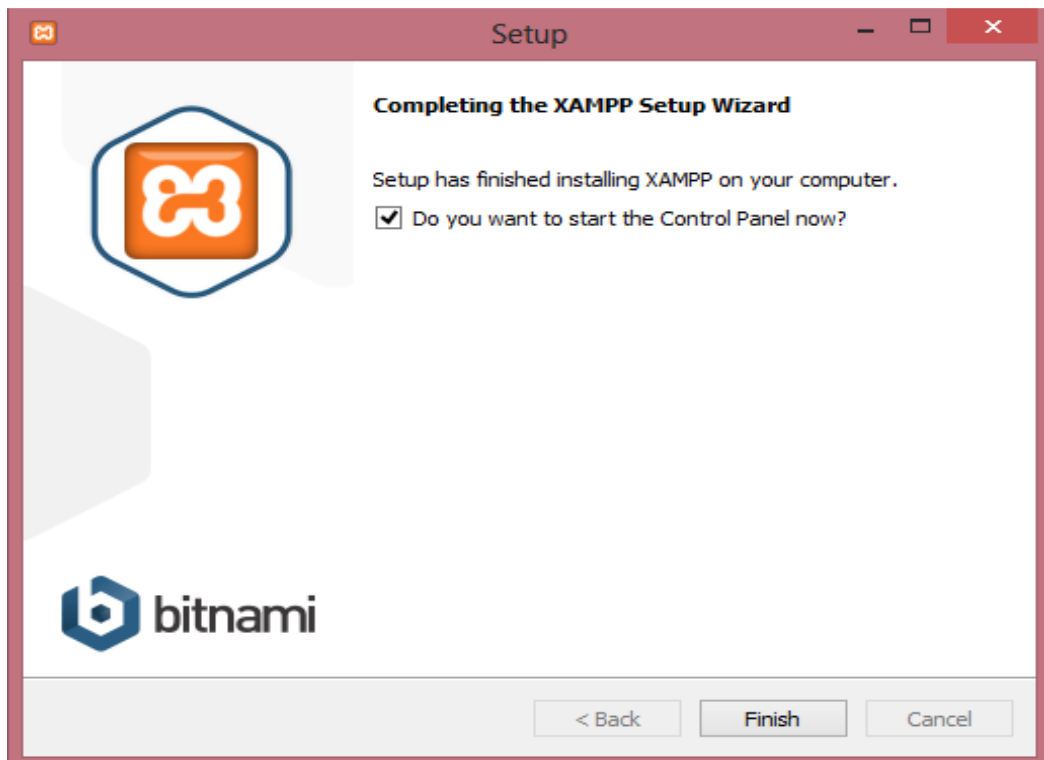 Setup
Completing the XAMPP Setup Wizard
Setup has finished installing XAMPP on your computer.
Do you want to start the Control Panel now?
bitnami
< Back
Finish
Cancel